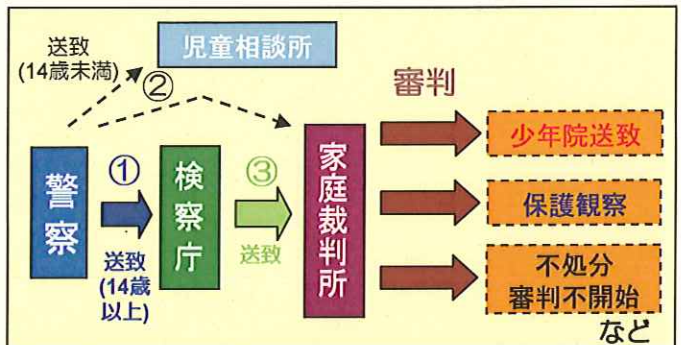 送致
(14歳未満)
児童相談所
②
審判
警察
①
送致
(14歳
以上)
検察庁
③
送致
家庭裁判所
少年院送致
保護観察
不処分
審判不開始
など